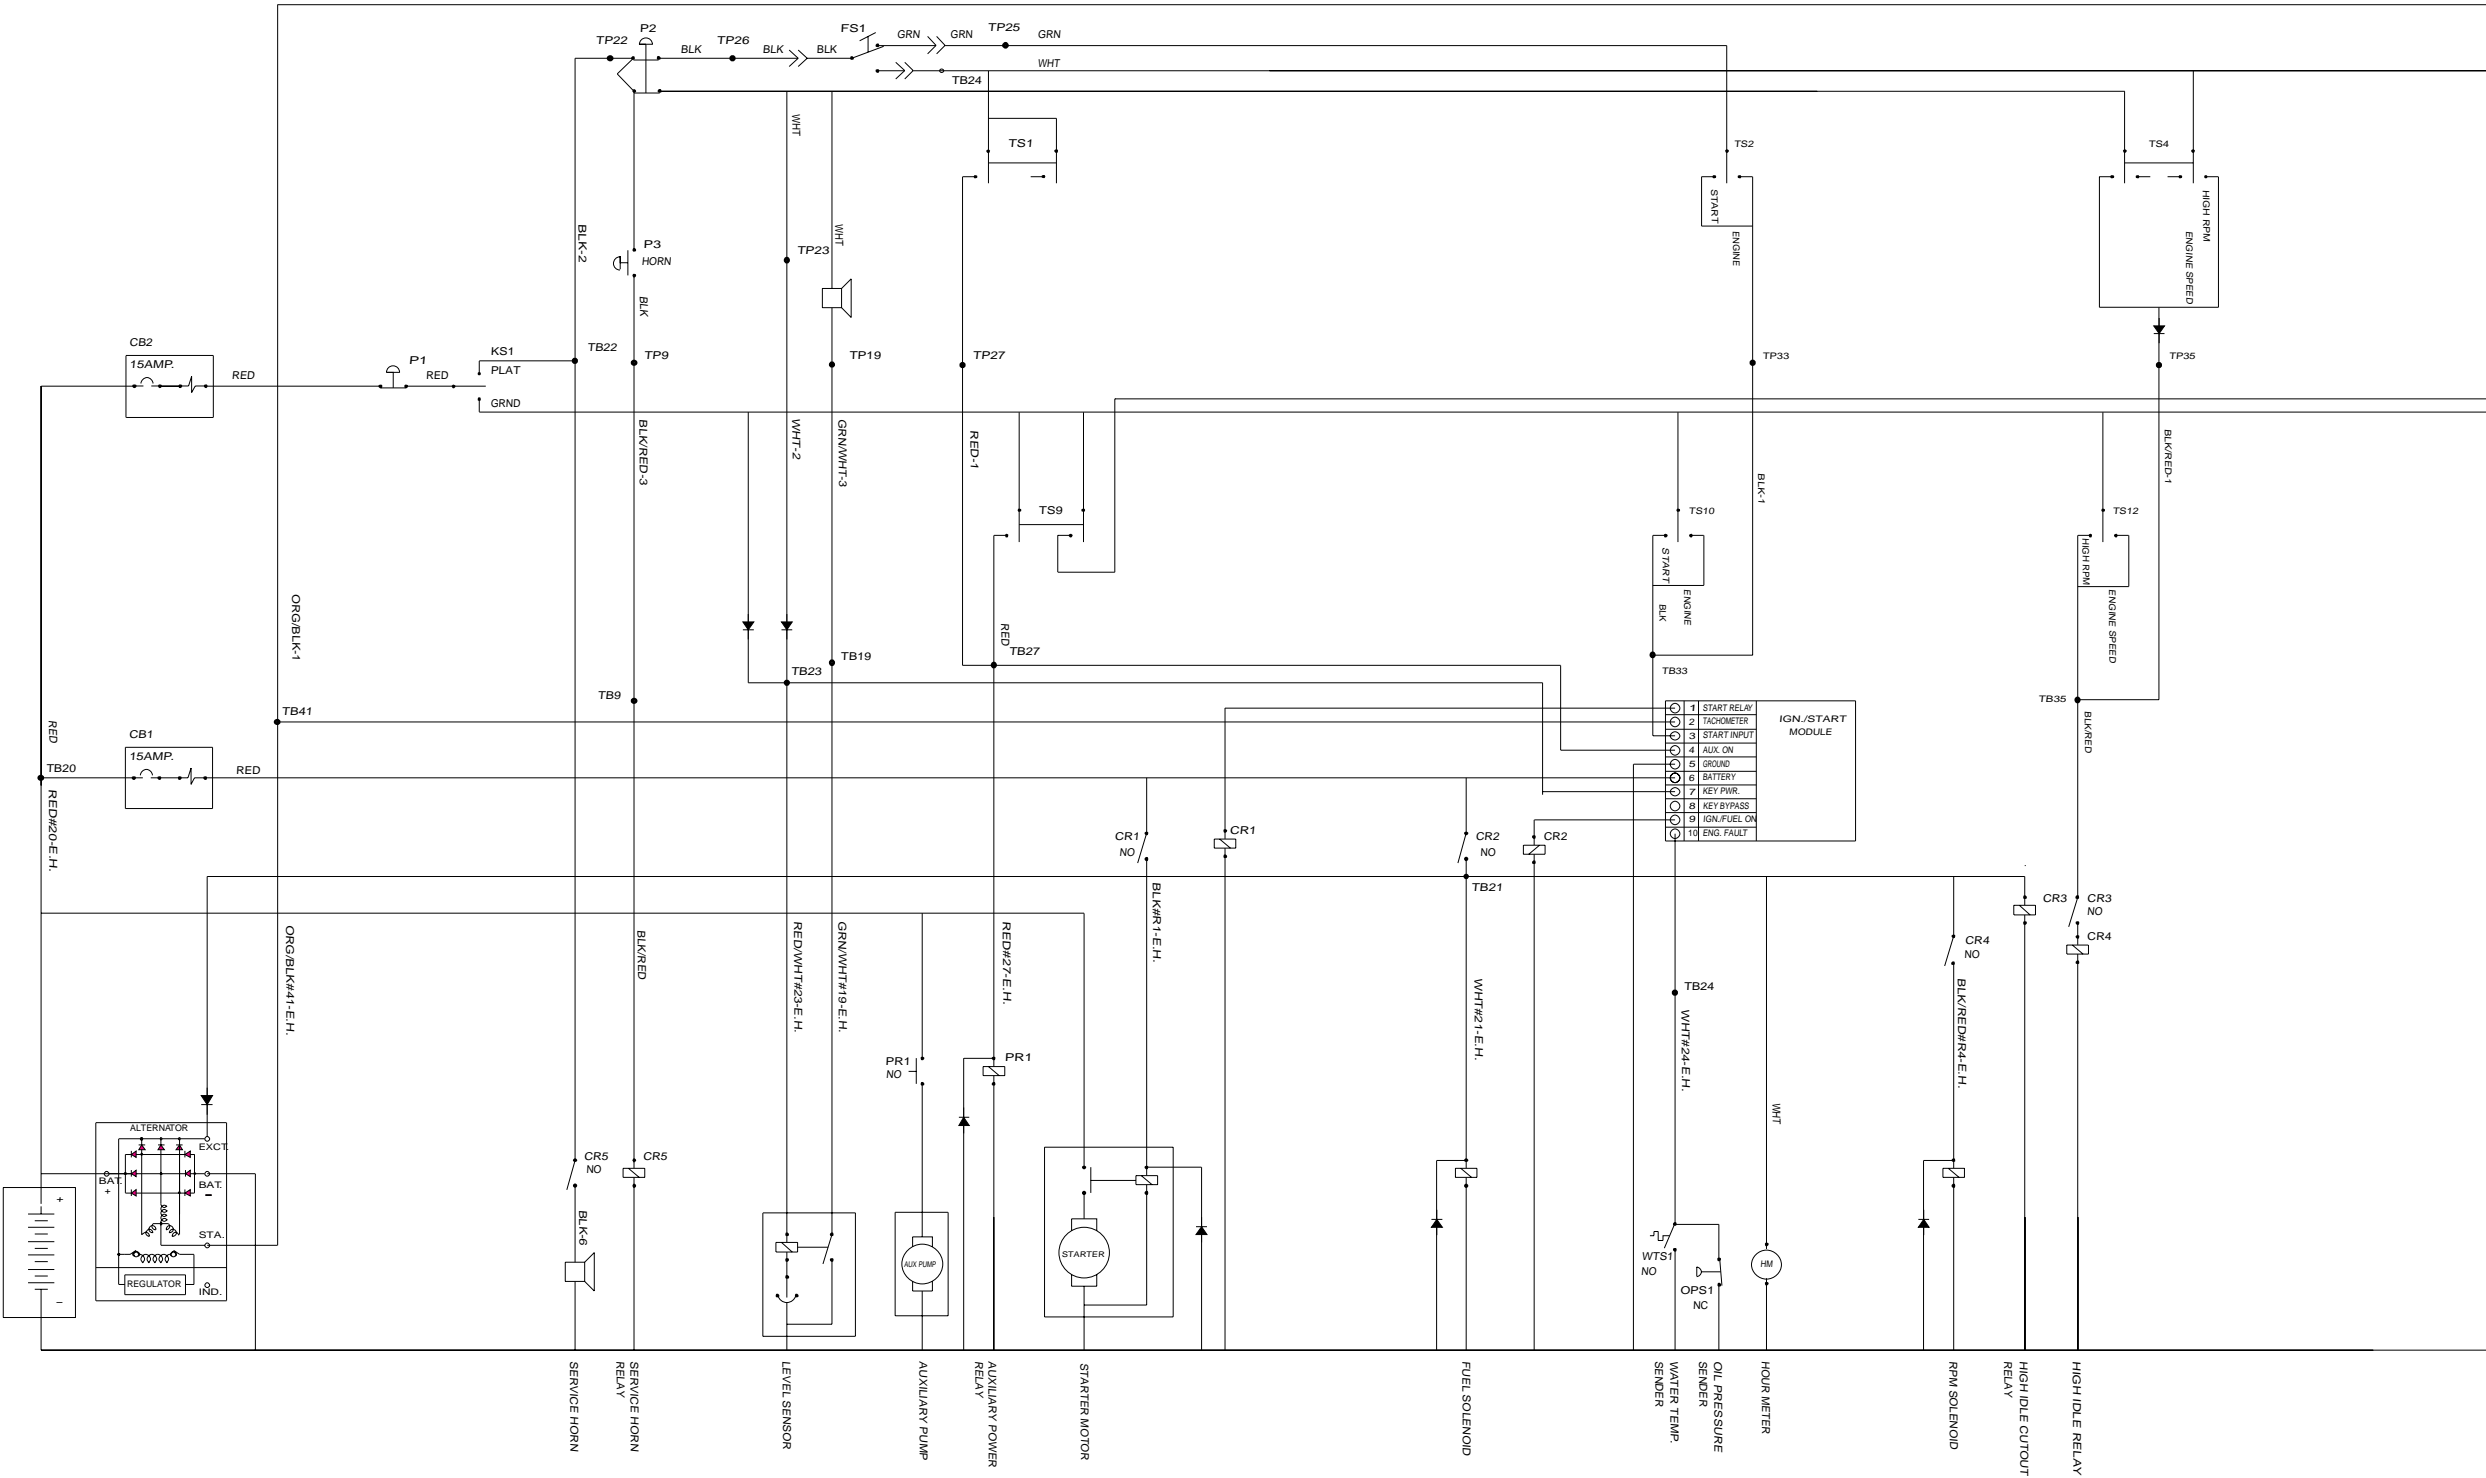 P2
FS1
TP25
TP22
BLK
TP26
BLK
BLK
GRN
GRN
GRN
WHT
TB24
WHT
TS1
TS2
TS4
START
ENGINE
HIGH RPM
ENGINE SPEED
BLK-2
P3
HORN
BLK
TP23
WHT
CB2
15AMP.
RED
P1
RED
KS1
PLAT
GRND
TB22
TP9
TP19
TP27
TP33
TP35
BLK/RED-3
WHT-2
GRN/WHT-3
RED-1
BLK-1
BLK/RED-1
TS9
TS10
TS12
START
ENGINE
BLK
HIGH RPM
ENGINE SPEED
ORG/BLK-1
RED
TB27
TB19
TB23
TB33
TB9
TB35
TB41
BLK/RED
RED
CB1
15AMP.
RED
TB20
RED#20-E.H.
1 START RELAY
2 TACHOMETER
3 START INPUT
4 AUX. ON
5 GROUND
6 BATTERY
7 KEY PWR.
8 KEY BYPASS
9 IGN./FUEL ON
10 ENG. FAULT
IGN./START
MODULE
CR1
NO
CR1
CR2
NO
CR2
TB21
CR3
CR3
NO
CR4
CR4
NO
ORG/BLK#41-E.H.
BLK/RED
RED/WHT#23-E.H.
GRN/WHT#19-E.H.
RED#27-E.H.
BLK#R1-E.H.
WHT#21-E.H.
TB24
WHT#24-E.H.
BLK/RED#R4-E.H.
WHT
PR1
NO
PR1
ALTERNATOR
EXCT.
BAT.
+
BAT.
–
STA.
REGULATOR
IND.
+
–
CR5
NO
CR5
BLK-6
AUX PUMP
STARTER
WTS1
NO
OPS1
NC
HM
SERVICE HORN
SERVICE HORN
RELAY
LEVEL SENSOR
AUXILIARY PUMP
AUXILIARY POWER
RELAY
STARTER MOTOR
FUEL SOLENOID
WATER TEMP.
SENDER
OIL PRESSURE
SENDER
HOUR METER
RPM SOLENOID
HIGH IDLE CUTOUT
RELAY
HIGH IDLE RELAY